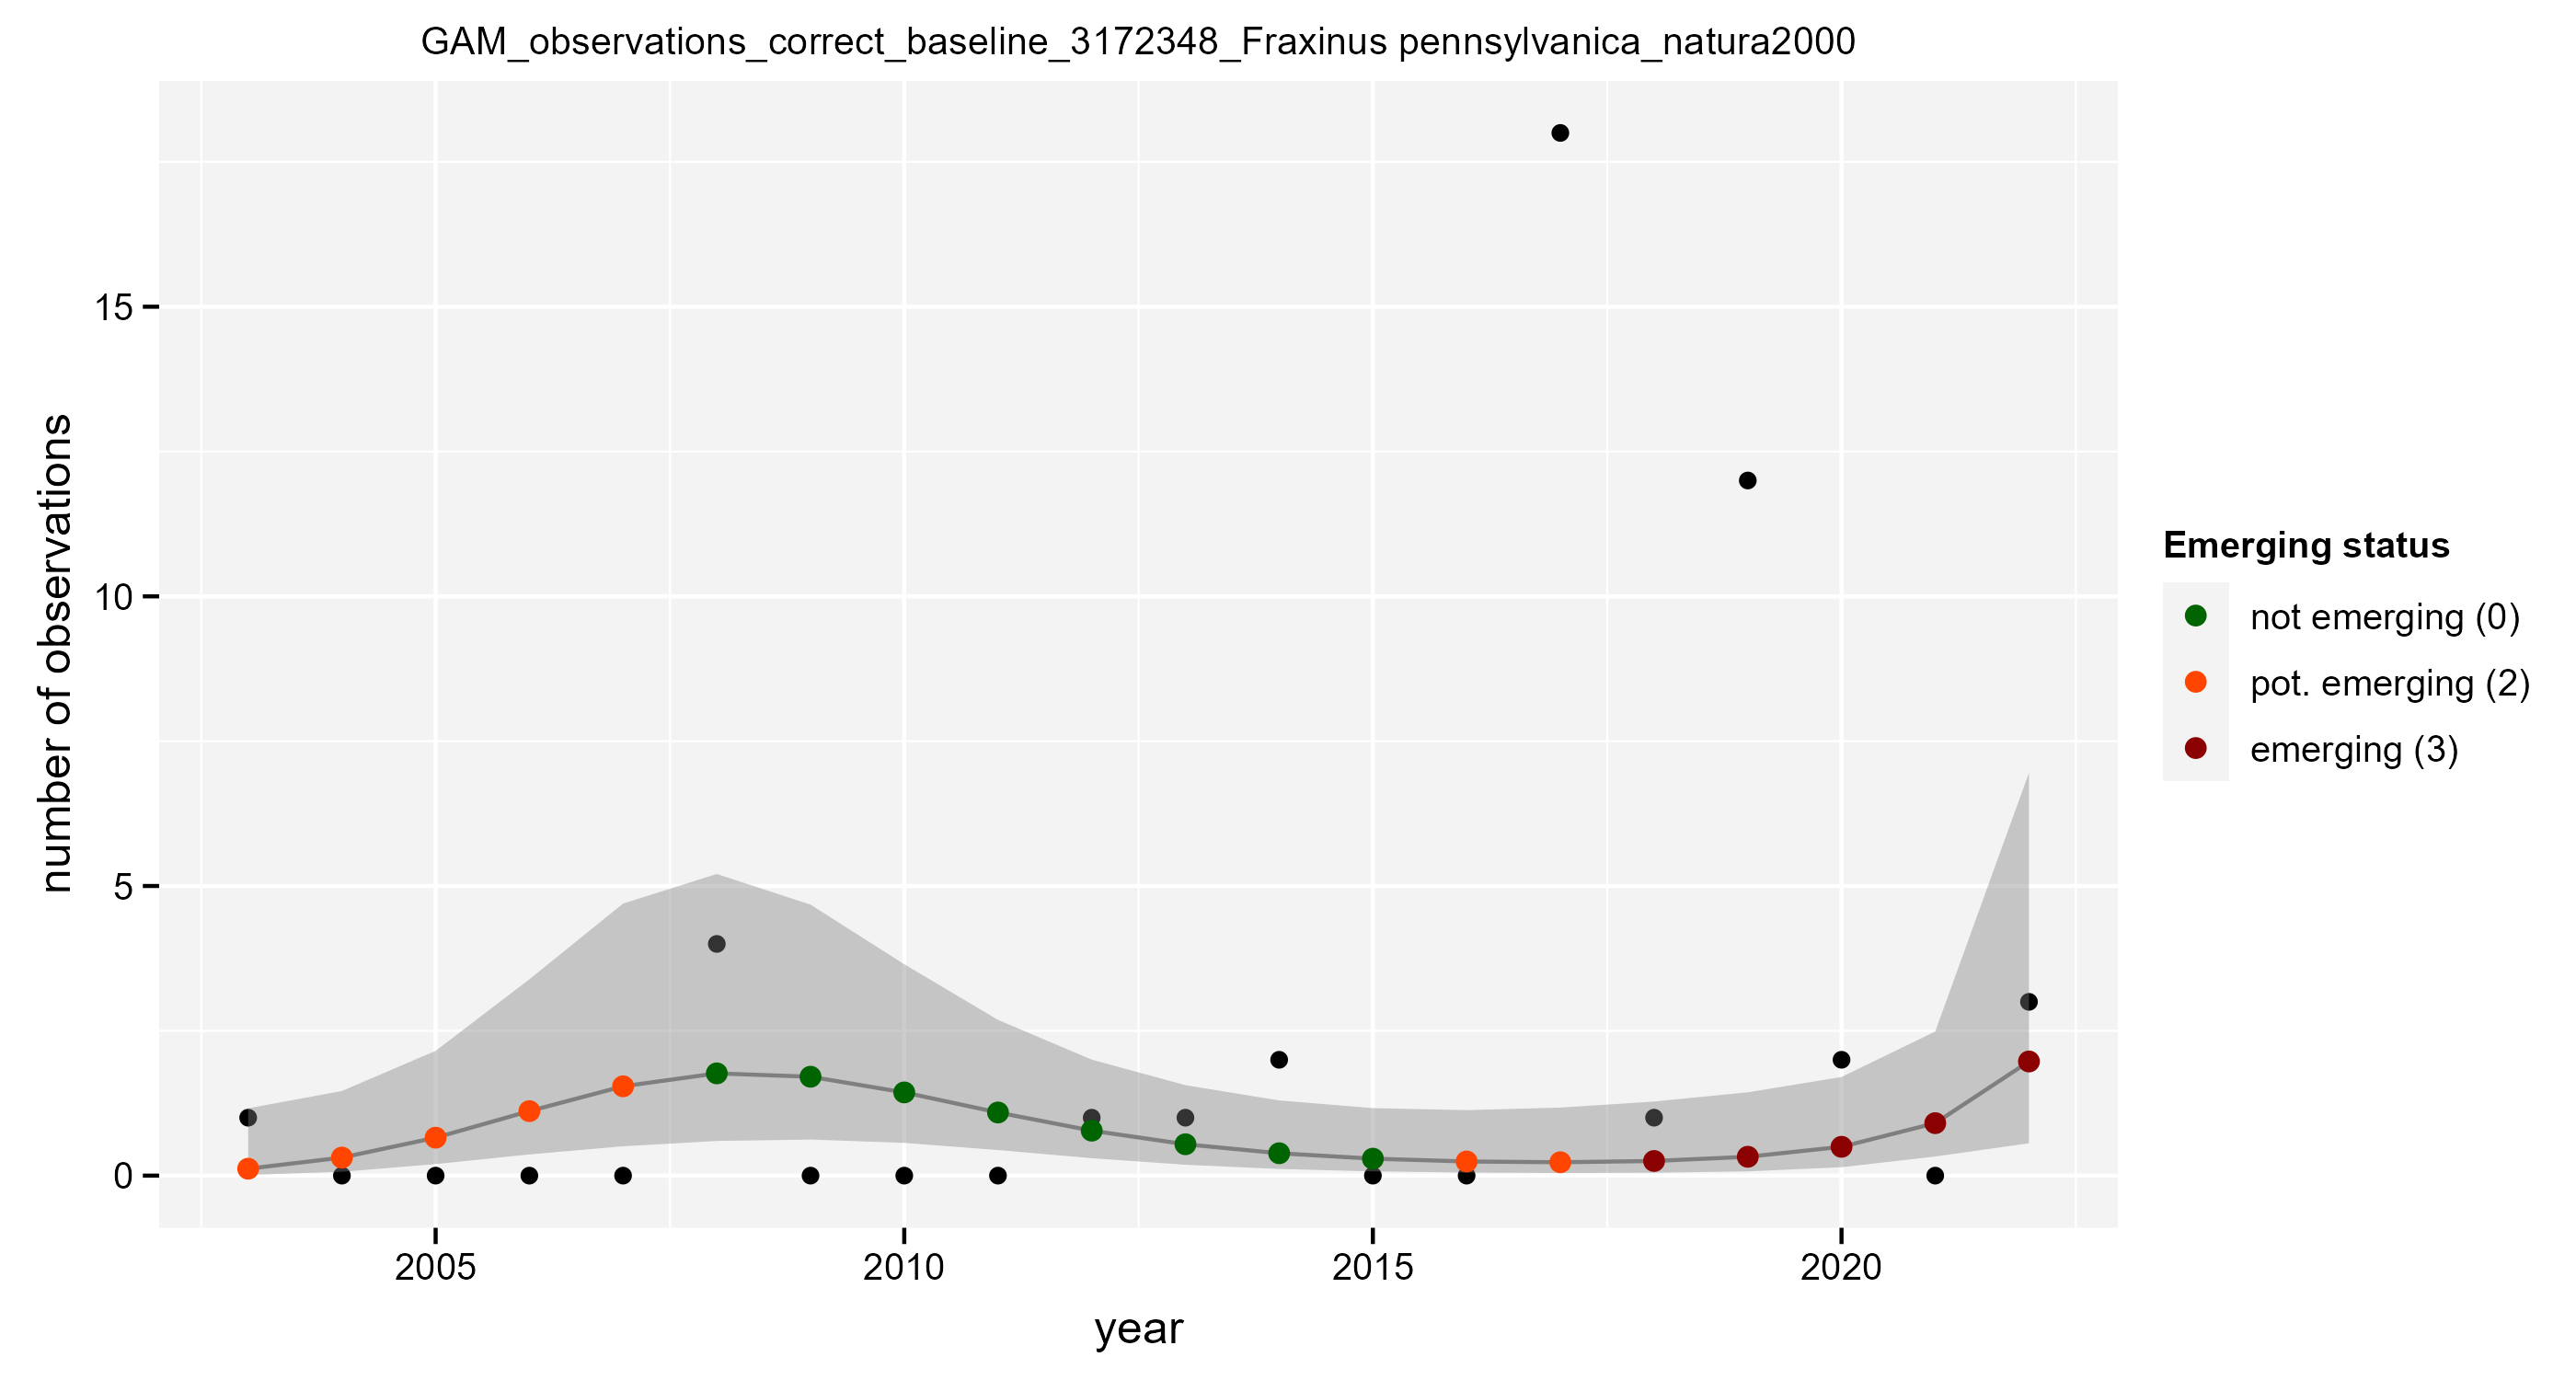 GAM_observations_correct_baseline_3172348_Fraxinus pennsylvanica_natura2000
number of observations
15
10
5
0
2005
2010
2015
2020
year
Emerging status
not emerging (0)
pot. emerging (2)
emerging (3)